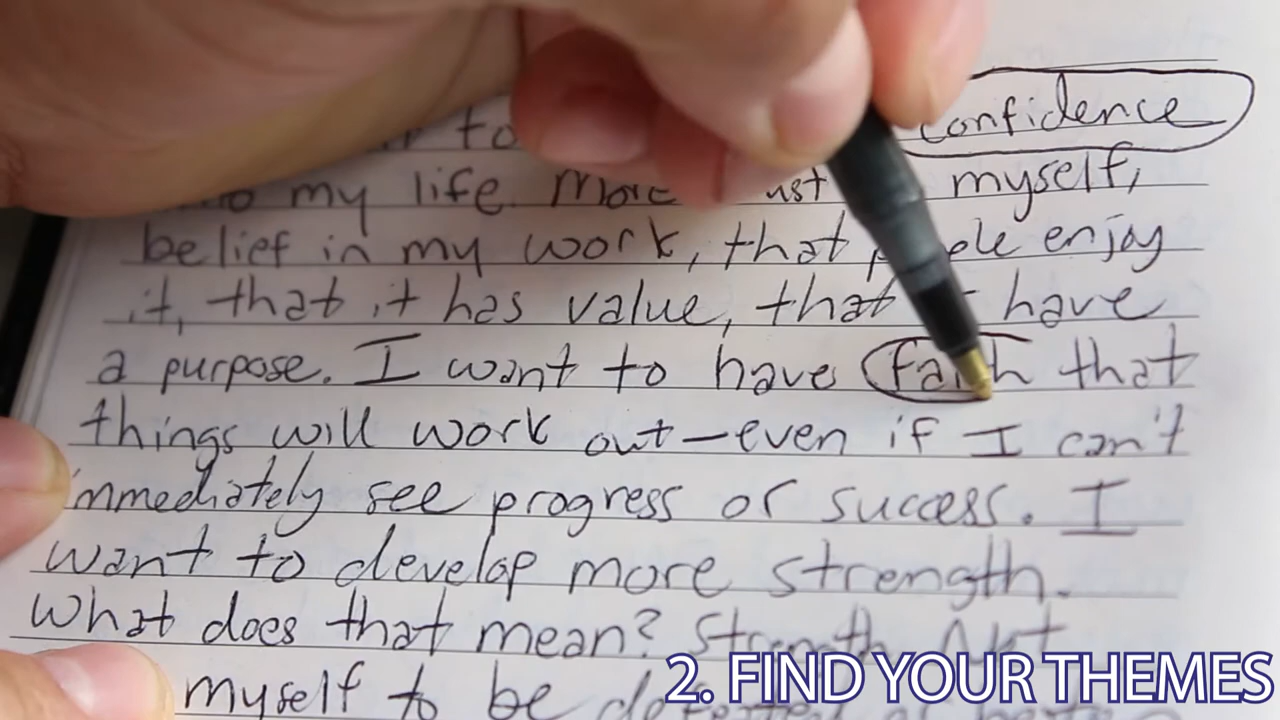 to confidence
my life. More myself,
belief in my work, that enjoy
it, that it has value, that have
a purpose. I want to have faith that
things will work out—even if I can't
immediately see progress or success. I
want to develop more strength.
What does that mean? Strength
myself to be
2. FIND YOUR THEMES